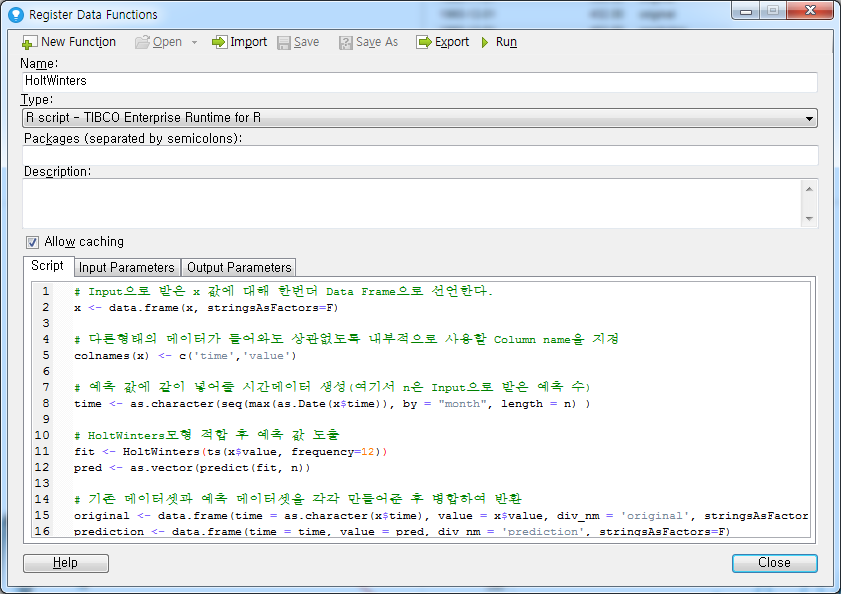 Register Data Functions
New Function Open Import Save Save As Export Run
Name:
HoltWinters
Type:
R script - TIBCO Enterprise Runtime for R
Packages (separated by semicolons):
Description:
Allow caching
Script Input Parameters Output Parameters
1 # Input으로 받은 x 값에 대해 한번더 Data Frame으로 선언한다.
2 x <- data.frame(x, stringsAsFactors=F)
3
4 # 다른형태의 데이터가 들어와도 상관없도록 내부적으로 사용할 Column name을 지정
5 colnames(x) <- c('time','value')
6
7 # 예측 값에 같이 넣어줄 시간데이터 생성(여기서 n은 Input으로 받은 예측 수)
8 time <- as.character(seq(max(as.Date(x$time)), by = "month", length = n) )
9
10 # HoltWinters모형 적합 후 예측 값 도출
11 fit <- HoltWinters(ts(x$value, frequency=12))
12 pred <- as.vector(predict(fit, n))
13
14 # 기존 데이터셋과 예측 데이터셋을 각각 만들어준 후 병합하여 반환
15 original <- data.frame(time = as.character(x$time), value = x$value, div_nm = 'original', stringsAsFactor
16 prediction <- data.frame(time = time, value = pred, div_nm = 'prediction', stringsAsFactors=F)
Help Close